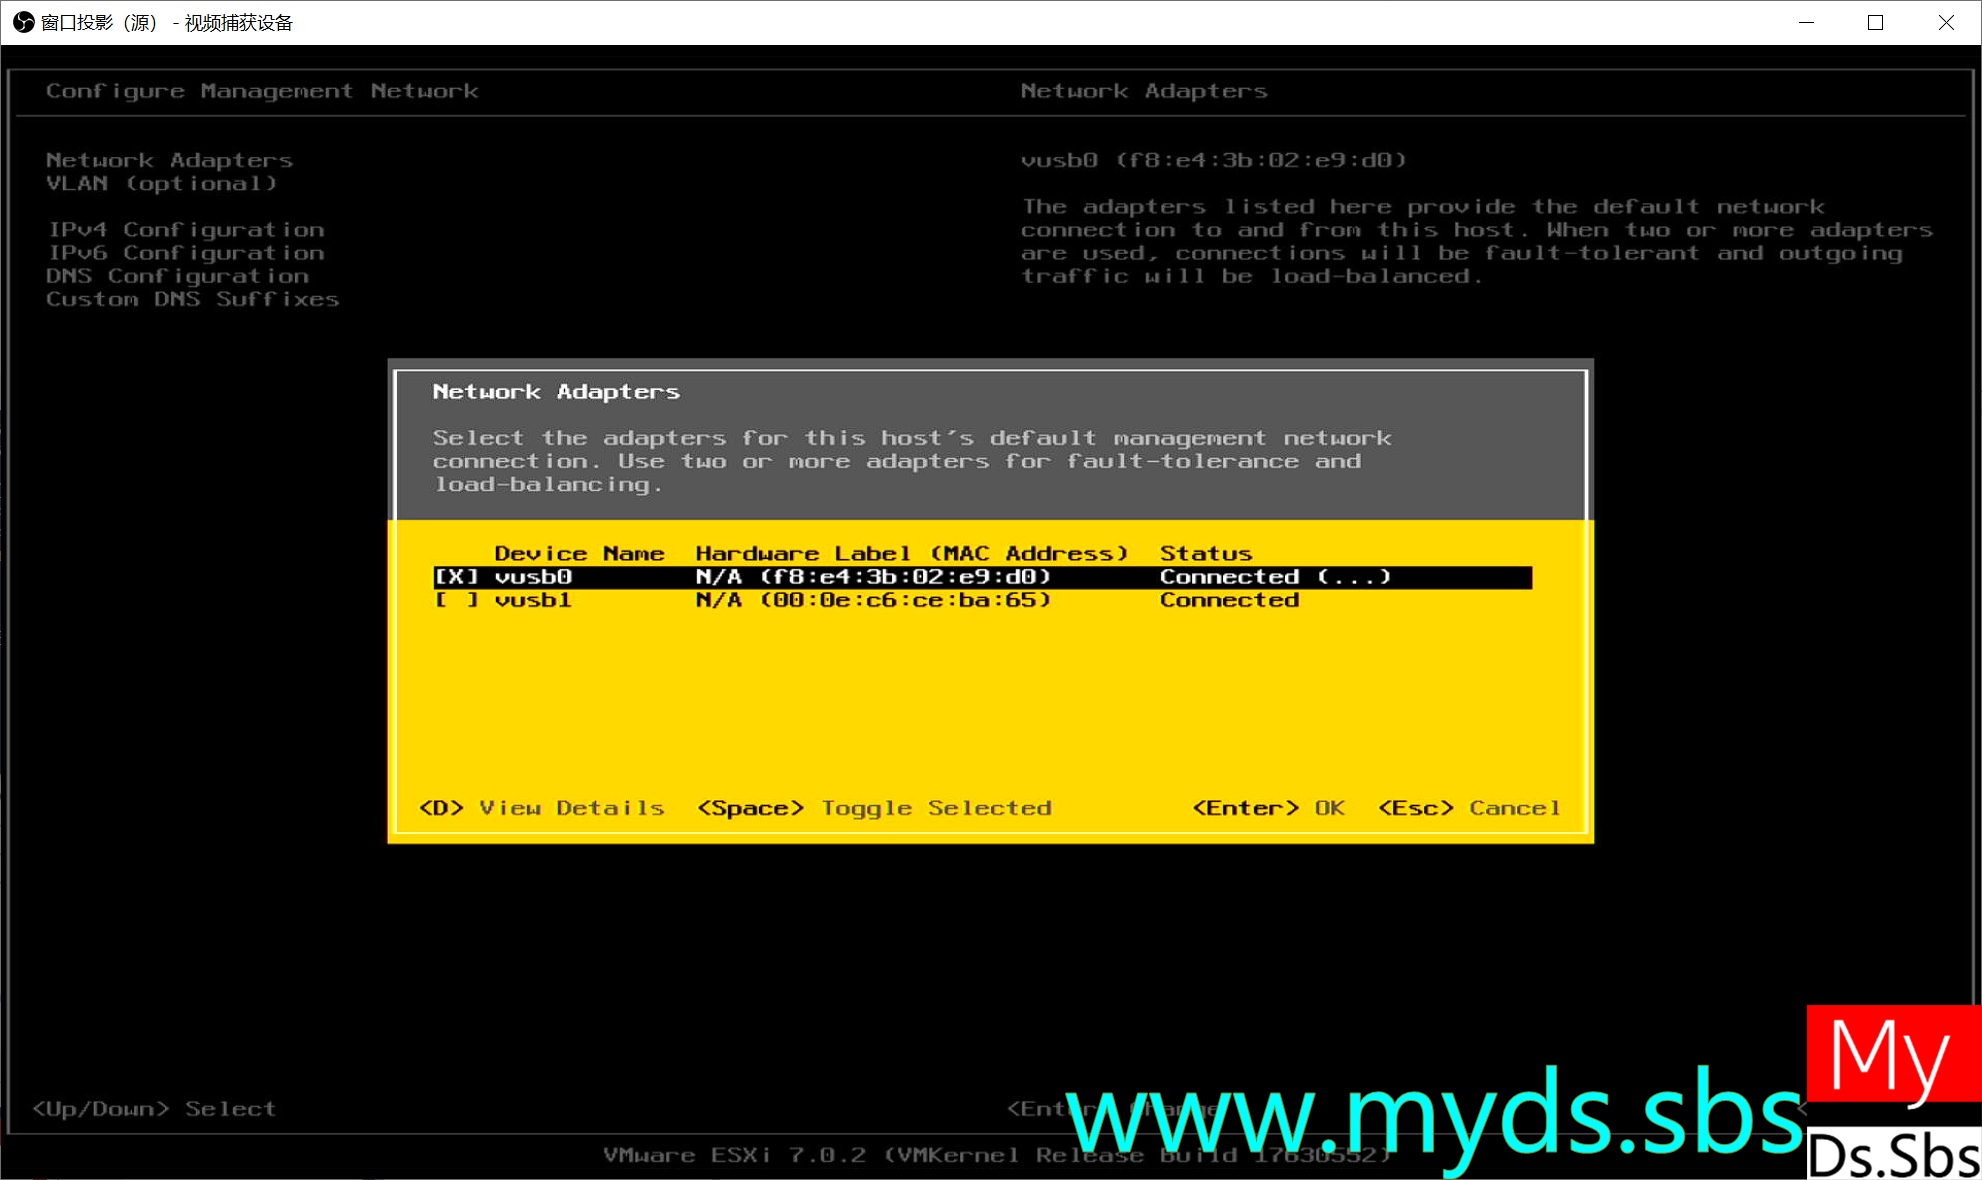 窗口投影（源） - 视频捕获设备
Configure Management Network
Network Adapters
Network Adapters
VLAN (optional)
IPv4 Configuration
IPv6 Configuration
DNS Configuration
Custom DNS Suffixes
vusb0 (f8:e4:3b:02:e9:d0)
The adapters listed here provide the default network
connection to and from this host. When two or more adapters
are used, connections will be fault-tolerant and outgoing
traffic will be load-balanced.
Network Adapters
Select the adapters for this host's default management network
connection. Use two or more adapters for fault-tolerance and
load-balancing.
Device Name Hardware Label (MAC Address) Status
[X] vusb0 N/A (f8:e4:3b:02:e9:d0) Connected (...)
[ ] vusb1 N/A (00:0e:c6:ce:ba:65) Connected
<D> View Details <Space> Toggle Selected <Enter> OK <Esc> Cancel
<Up/Down> Select
<Enter> Change
VMware ESXi 7.0.2 (VMKernel Release Build 17630552)
www.myds.sbs
My
Ds.Sbs